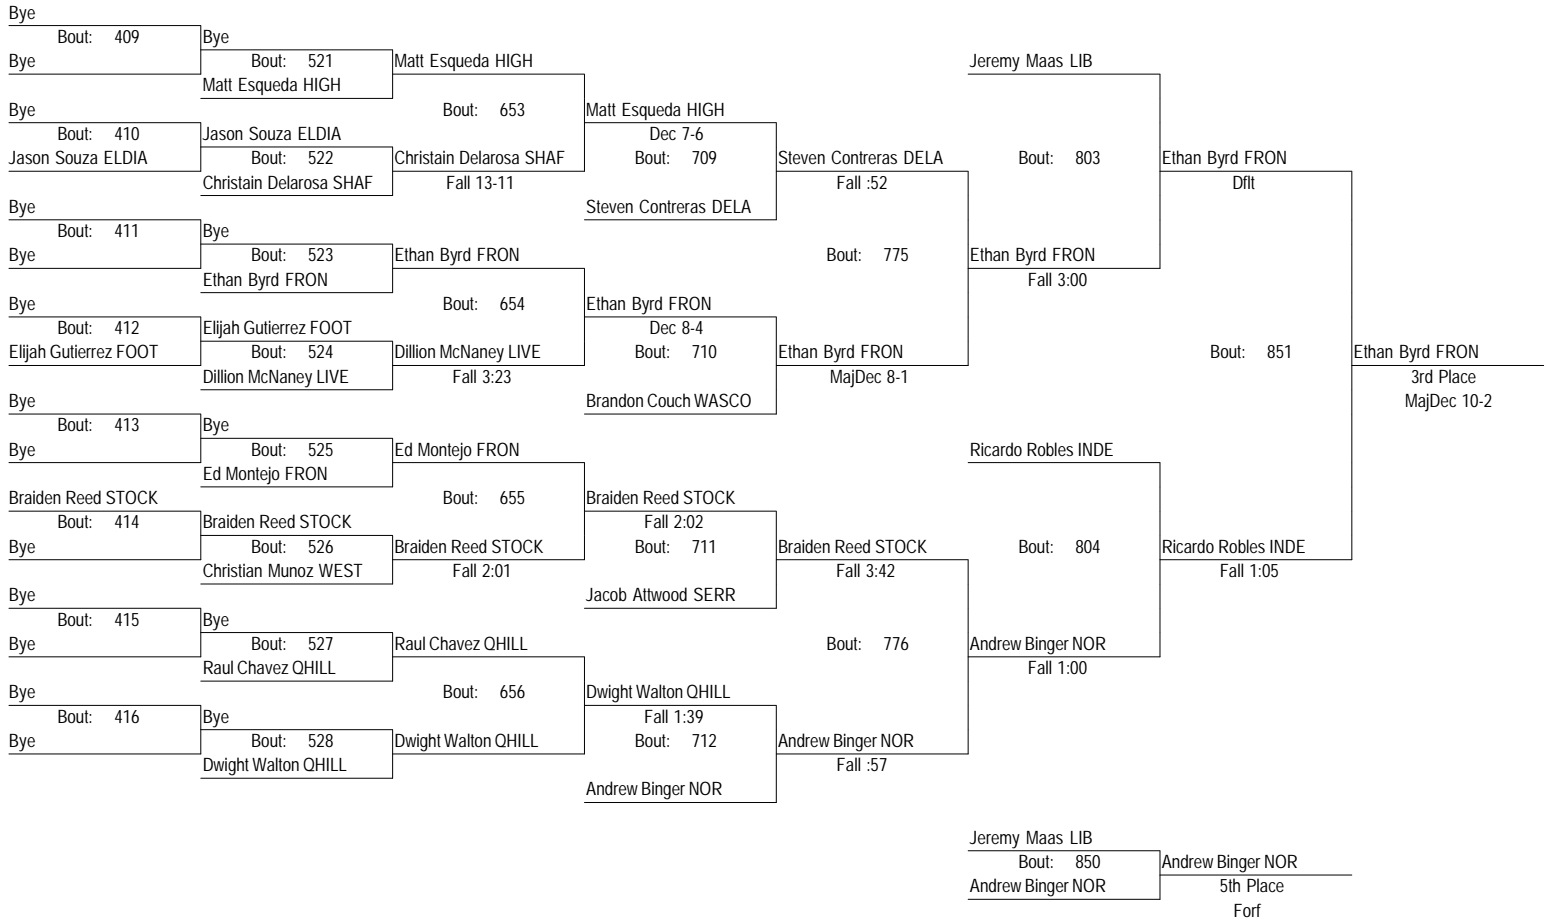 Bye
Bout: 409
Bye
Bye
Bout: 521
Matt Esqueda HIGH
Matt Esqueda HIGH
Bout: 653
Bye
Bout: 410
Jason Souza ELDIA
Jason Souza ELDIA
Bout: 522
Christain Delarosa SHAF
Christain Delarosa SHAF
Fall 13-11
Matt Esqueda HIGH
Dec 7-6
Bout: 709
Steven Contreras DELA
Steven Contreras DELA
Fall :52
Bye
Bout: 411
Bye
Bye
Bout: 523
Ethan Byrd FRON
Ethan Byrd FRON
Bout: 654
Bye
Bout: 412
Elijah Gutierrez FOOT
Elijah Gutierrez FOOT
Bout: 524
Dillion McNaney LIVE
Dillion McNaney LIVE
Fall 3:23
Ethan Byrd FRON
Dec 8-4
Bout: 710
Brandon Couch WASCO
Ethan Byrd FRON
MajDec 8-1
Bout: 775
Jeremy Maas LIB
Bout: 803
Ethan Byrd FRON
Fall 3:00
Ethan Byrd FRON
Dflt
Bye
Bout: 413
Bye
Bye
Bout: 525
Ed Montejo FRON
Ed Montejo FRON
Bout: 655
Braiden Reed STOCK
Bout: 414
Bye
Braiden Reed STOCK
Bout: 526
Christian Munoz WEST
Braiden Reed STOCK
Fall 2:01
Braiden Reed STOCK
Fall 2:02
Bout: 711
Jacob Attwood SERR
Braiden Reed STOCK
Fall 3:42
Bye
Bout: 415
Bye
Bye
Bout: 527
Raul Chavez QHILL
Raul Chavez QHILL
Bout: 656
Bye
Bout: 416
Bye
Bye
Bout: 528
Dwight Walton QHILL
Dwight Walton QHILL
Dwight Walton QHILL
Fall 1:39
Bout: 712
Andrew Binger NOR
Andrew Binger NOR
Fall :57
Bout: 776
Ricardo Robles INDE
Bout: 804
Andrew Binger NOR
Fall 1:00
Ricardo Robles INDE
Fall 1:05
Bout: 851
Ethan Byrd FRON
3rd Place
MajDec 10-2
Jeremy Maas LIB
Bout: 850
Andrew Binger NOR
Andrew Binger NOR
5th Place
Forf